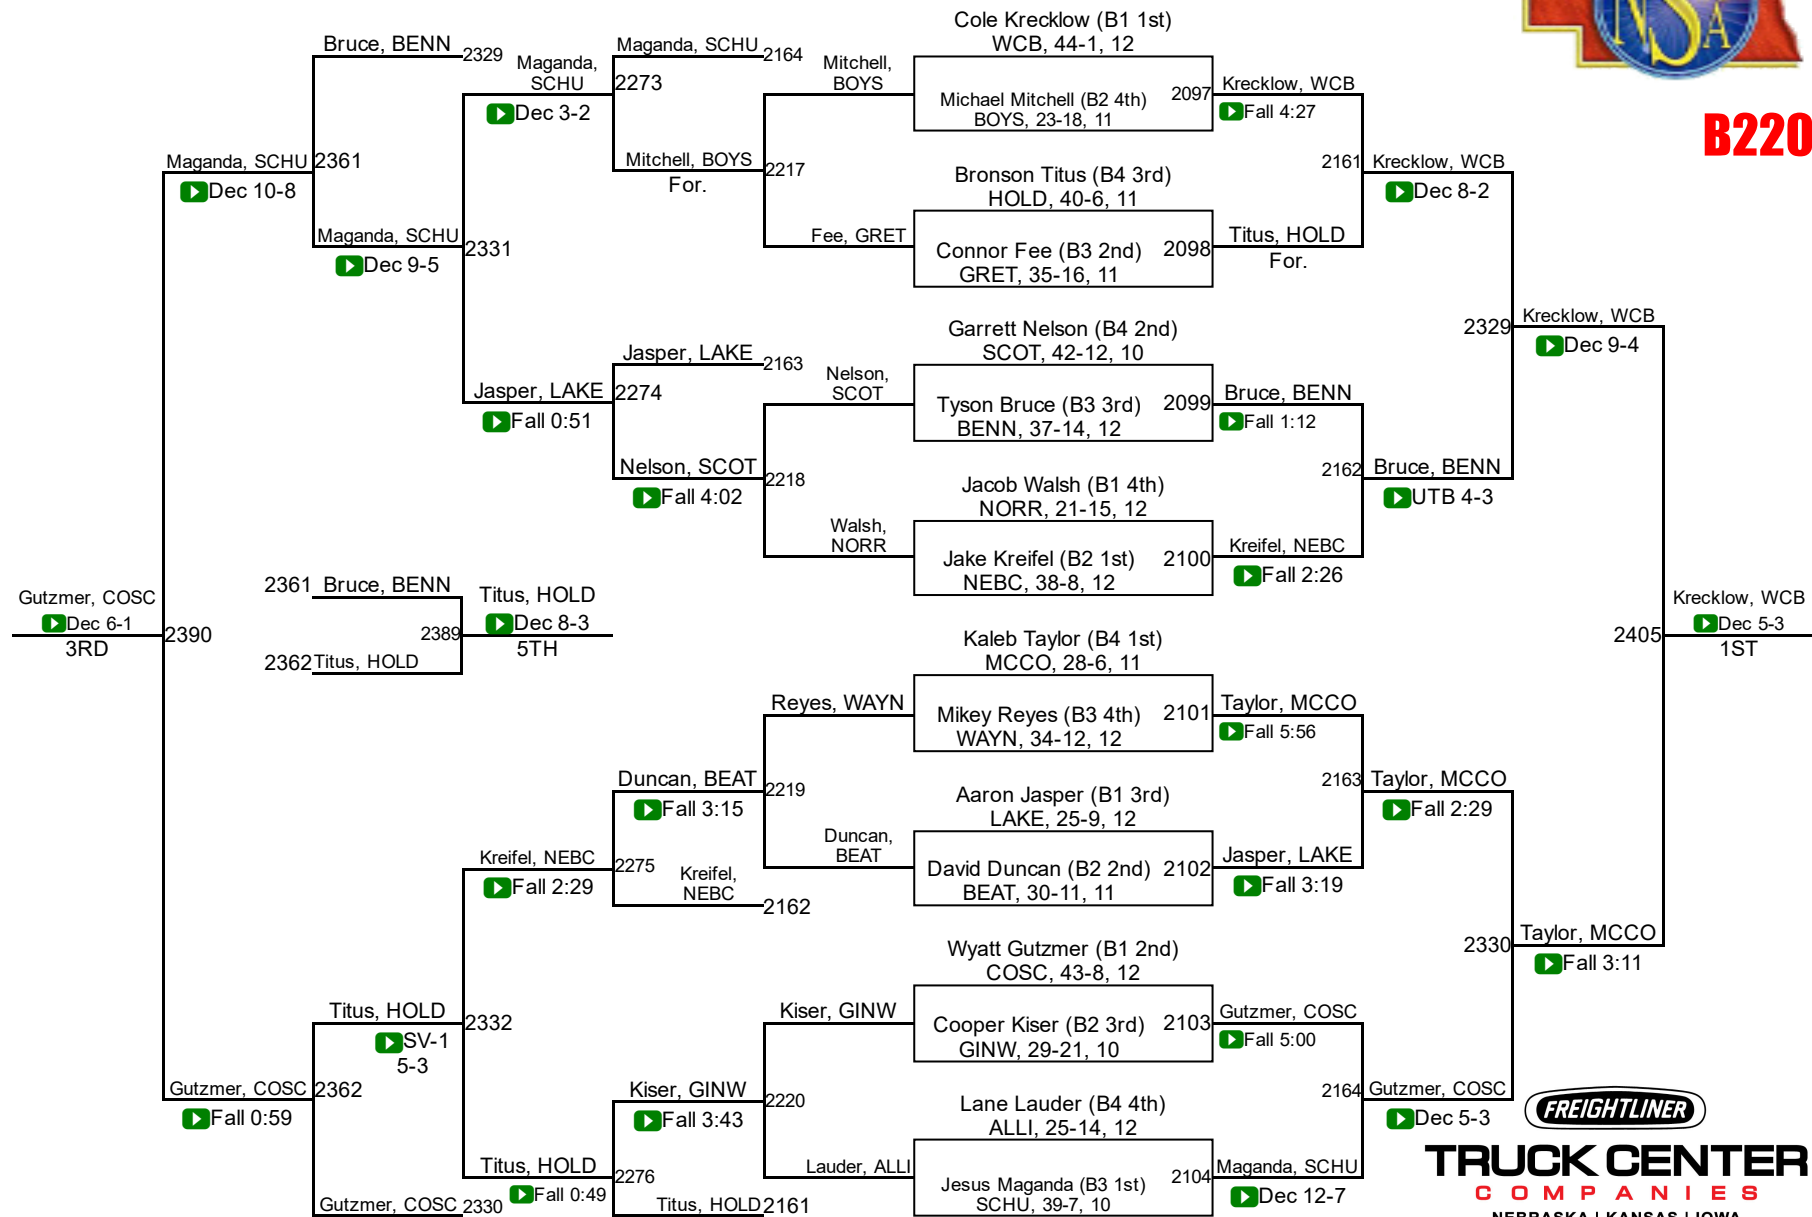 NSA
B220
Cole Krecklow (B1 1st)
WCB, 44-1, 12
Michael Mitchell (B2 4th)
BOYS, 23-18, 11
2097
Bronson Titus (B4 3rd)
HOLD, 40-6, 11
Connor Fee (B3 2nd)
GRET, 35-16, 11
2098
Garrett Nelson (B4 2nd)
SCOT, 42-12, 10
Tyson Bruce (B3 3rd)
BENN, 37-14, 12
2099
Jacob Walsh (B1 4th)
NORR, 21-15, 12
Jake Kreifel (B2 1st)
NEBC, 38-8, 12
2100
Kaleb Taylor (B4 1st)
MCCO, 28-6, 11
Mikey Reyes (B3 4th)
WAYN, 34-12, 12
2101
Aaron Jasper (B1 3rd)
LAKE, 25-9, 12
David Duncan (B2 2nd)
BEAT, 30-11, 11
2102
Wyatt Gutzmer (B1 2nd)
COSC, 43-8, 12
Cooper Kiser (B2 3rd)
GINW, 29-21, 10
2103
Lane Lauder (B4 4th)
ALLI, 25-14, 12
Jesus Maganda (B3 1st)
SCHU, 39-7, 10
2104
Krecklow, WCB
Fall 4:27
2161
Titus, HOLD
For.
Bruce, BENN
Fall 1:12
2162
Kreifel, NEBC
Fall 2:26
Taylor, MCCO
Fall 5:56
2163
Jasper, LAKE
Fall 3:19
Gutzmer, COSC
Fall 5:00
2164
Maganda, SCHU
Dec 12-7
Krecklow, WCB
Dec 8-2
2329
Bruce, BENN
UTB 4-3
Taylor, MCCO
Fall 2:29
2330
Gutzmer, COSC
Dec 5-3
Krecklow, WCB
Dec 9-4
2405
Taylor, MCCO
Fall 3:11
Krecklow, WCB
Dec 5-3
1ST
Mitchell,
BOYS
2217
Fee, GRET
Nelson,
SCOT
2218
Walsh,
NORR
Reyes, WAYN
2219
Duncan,
BEAT
Kiser, GINW
2220
Lauder, ALLI
Maganda, SCHU
2164
2273
Mitchell, BOYS
For.
Jasper, LAKE
2163
2274
Nelson, SCOT
Fall 4:02
Duncan, BEAT
Fall 3:15
2275
Kreifel,
NEBC
2162
Kiser, GINW
Fall 3:43
2276
Titus, HOLD
2161
Maganda,
SCHU
Dec 3-2
2331
Jasper, LAKE
Fall 0:51
Kreifel, NEBC
Fall 2:29
2332
Titus, HOLD
Fall 0:49
Bruce, BENN
2329
2361
Maganda, SCHU
Dec 9-5
Titus, HOLD
SV-1
5-3
2362
Gutzmer, COSC
2330
Maganda, SCHU
Dec 10-8
2390
Gutzmer, COSC
Fall 0:59
Gutzmer, COSC
Dec 6-1
3RD
2361
Bruce, BENN
2389
2362
Titus, HOLD
Titus, HOLD
Dec 8-3
5TH
FREIGHTLINER
TRUCK CENTER
COMPANIES
NEBRASKA | KANSAS | IOWA